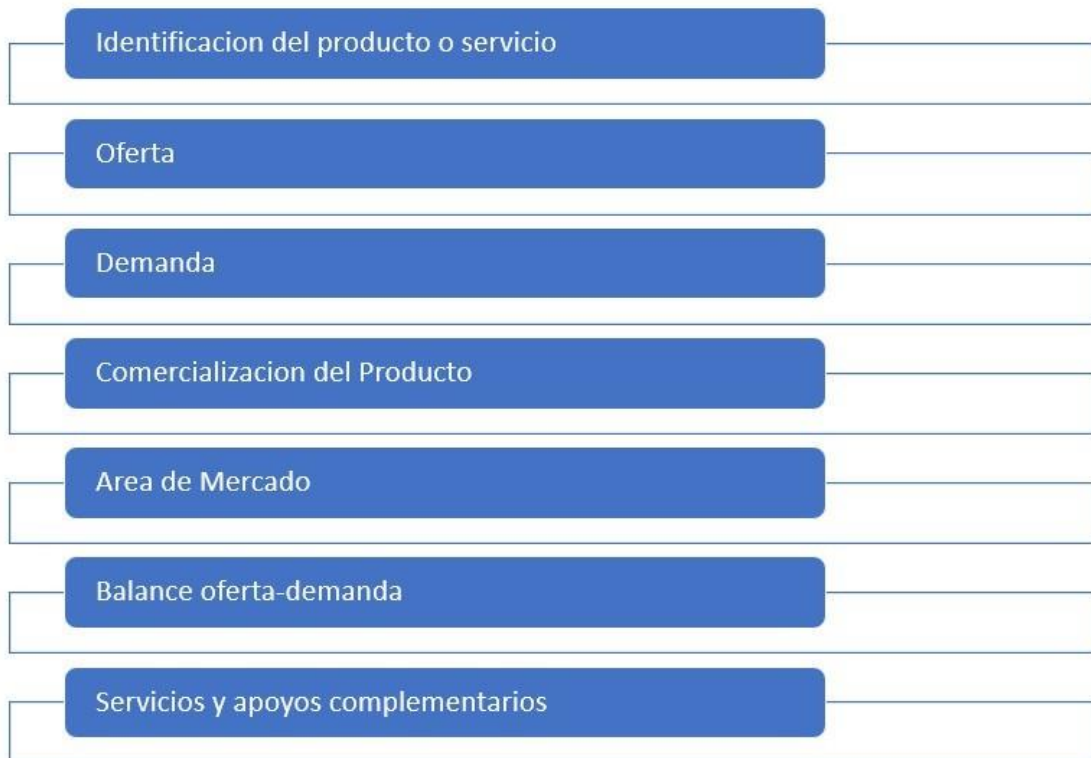 Identificacion del producto o servicio
Oferta
Demanda
Comercializacion del Producto
Area de Mercado
Balance oferta-demanda
Servicios y apoyos complementarios